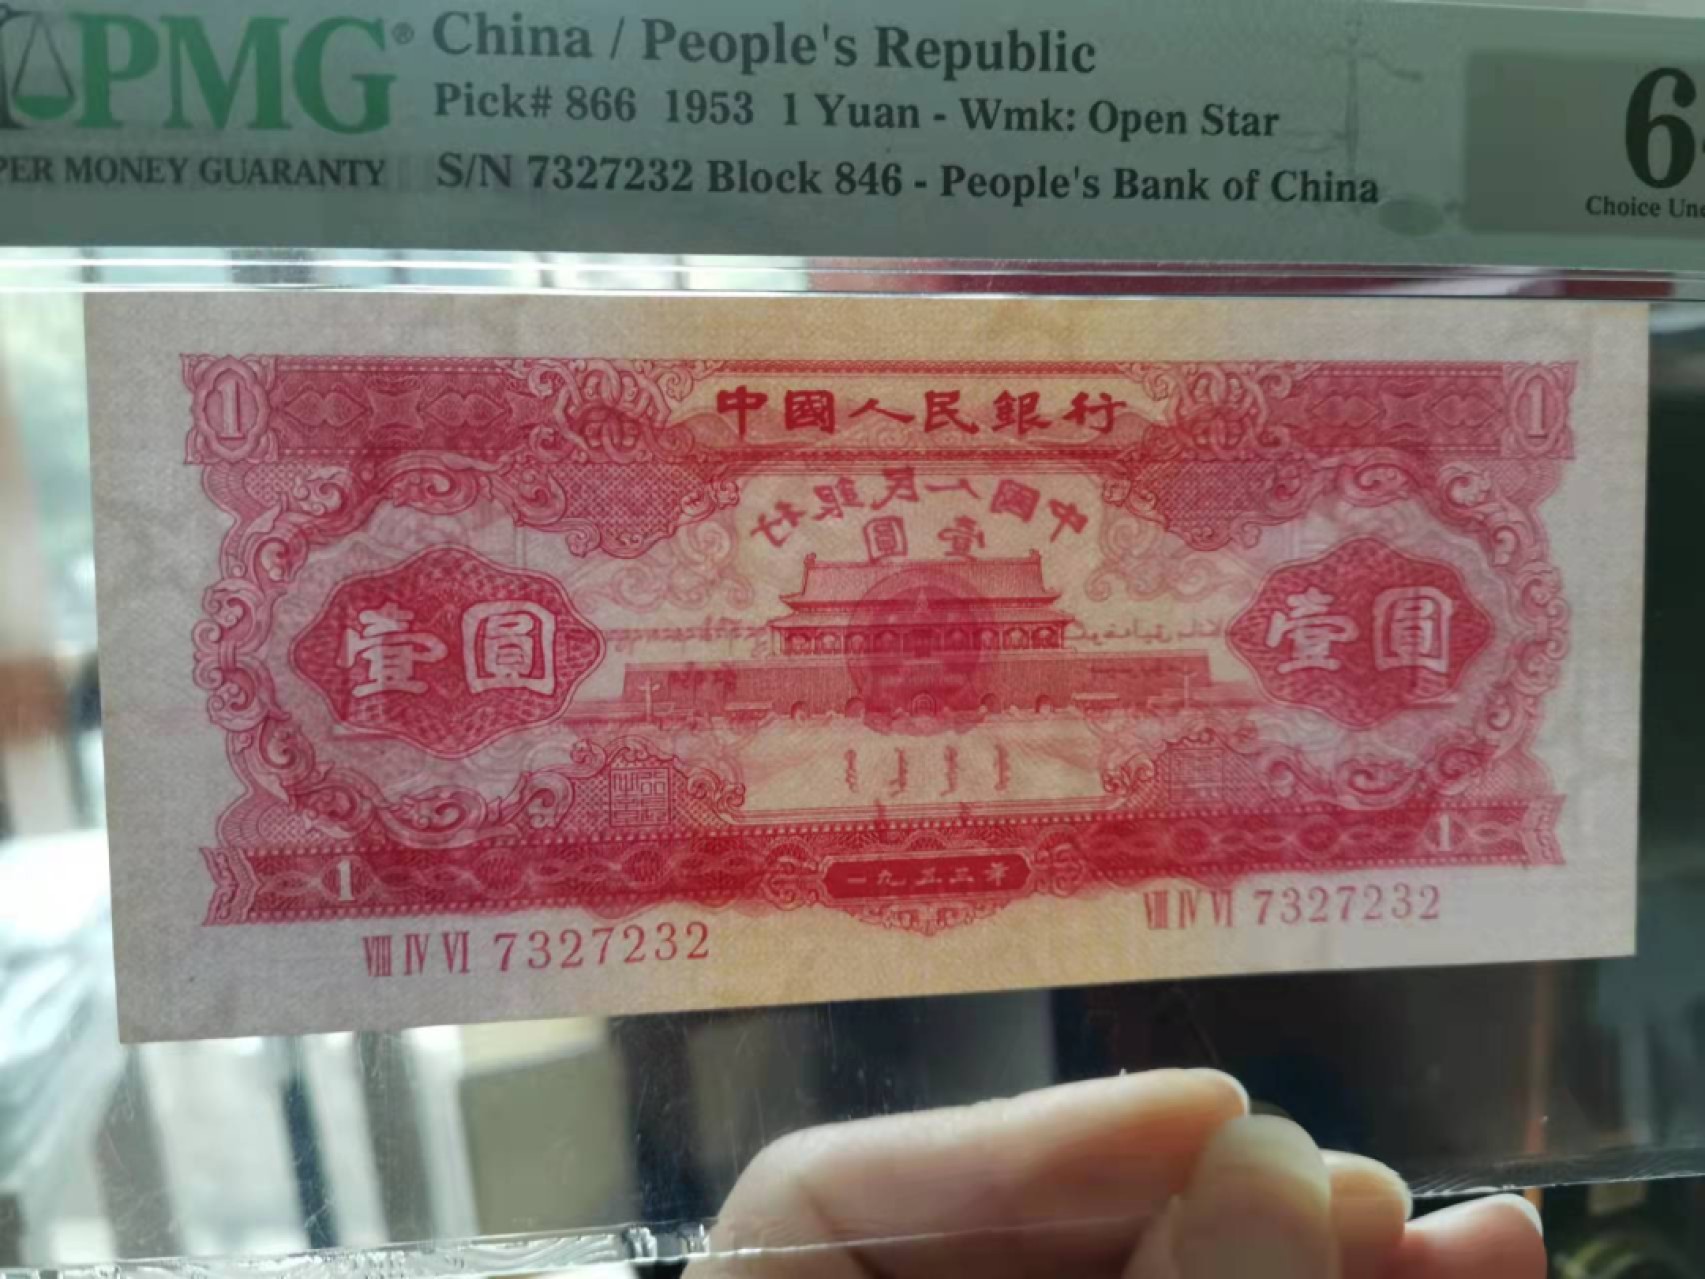 PMG®
PER MONEY GUARANTY
China / People's Republic
Pick# 866 1953 1 Yuan - Wmk: Open Star
S/N 7327232 Block 846 - People's Bank of China
6
Choice Unc
1
中國人民銀行
1
中國人民銀行
壹圓
壹圓
壹圓
1
一九五三年
1
VIII IV VI 7327232
VIII IV VI 7327232